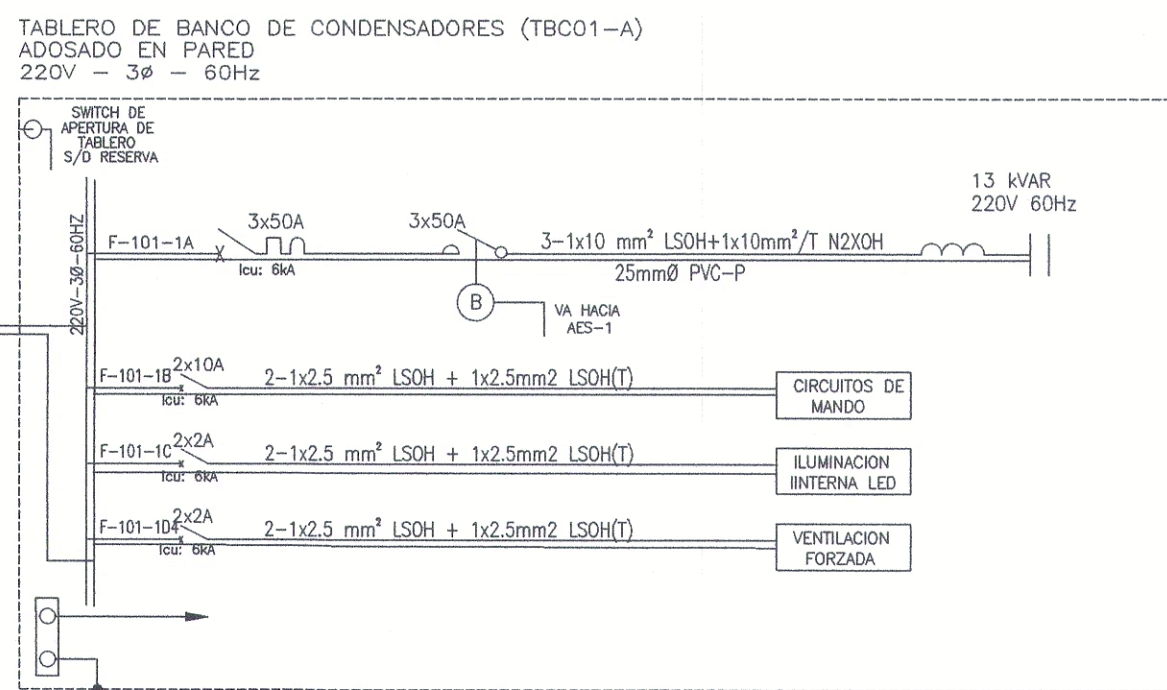 TABLERO DE BANCO DE CONDENSADORES (TBC01-A)
ADOSADO EN PARED
220V - 3ø - 60Hz
SWITCH DE
APERTURA DE
TABLERO
S/D RESERVA
220V-3Ø-60HZ
13 kVAR
220V 60Hz
F-101-1A
3x50A
Icu: 6kA
3x50A
3-1x10 mm² LSOH+1x10mm²/T N2XOH
25mmØ PVC-P
B
VA HACIA
AES-1
F-101-1B
2x10A
Icu: 6kA
2-1x2.5 mm² LSOH + 1x2.5mm2 LSOH(T)
CIRCUITOS DE
MANDO
F-101-1C
2x2A
Icu: 6kA
2-1x2.5 mm² LSOH + 1x2.5mm2 LSOH(T)
ILUMINACION
IINTERNA LED
F-101-1D4
2x2A
Icu: 6kA
2-1x2.5 mm² LSOH + 1x2.5mm2 LSOH(T)
VENTILACION
FORZADA